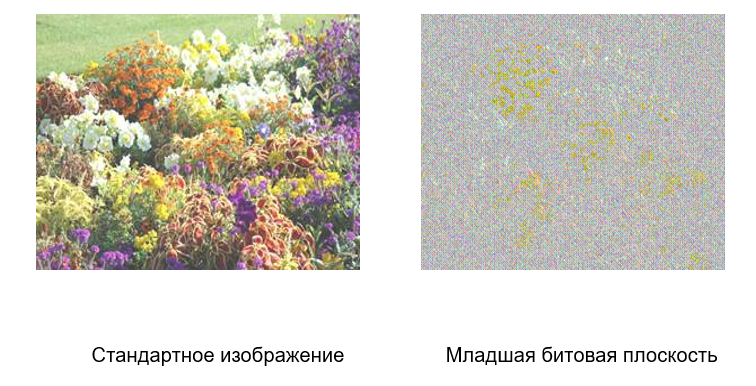 Стандартное изображение
Младшая битовая плоскость